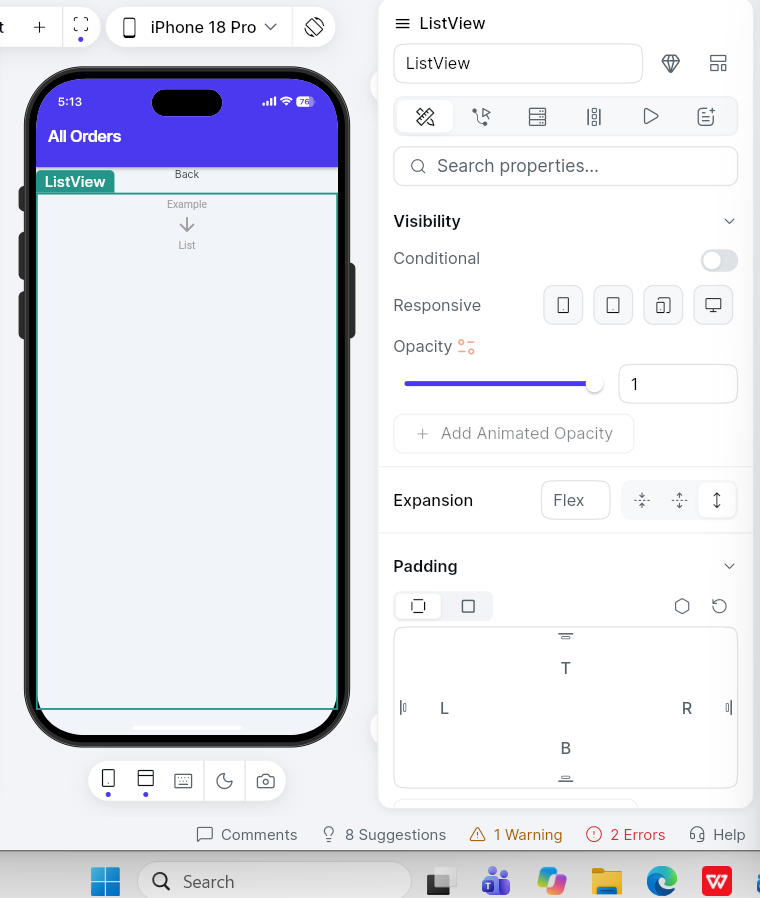 t
iPhone 18 Pro
5:13
76
All Orders
Back
ListView
Example
List
ListView
ListView
Search properties...
Visibility
Conditional
Responsive
Opacity
1
Add Animated Opacity
Expansion
Flex
Padding
T
L
R
B
Comments
8 Suggestions
1 Warning
2 Errors
Help
Search
T
W